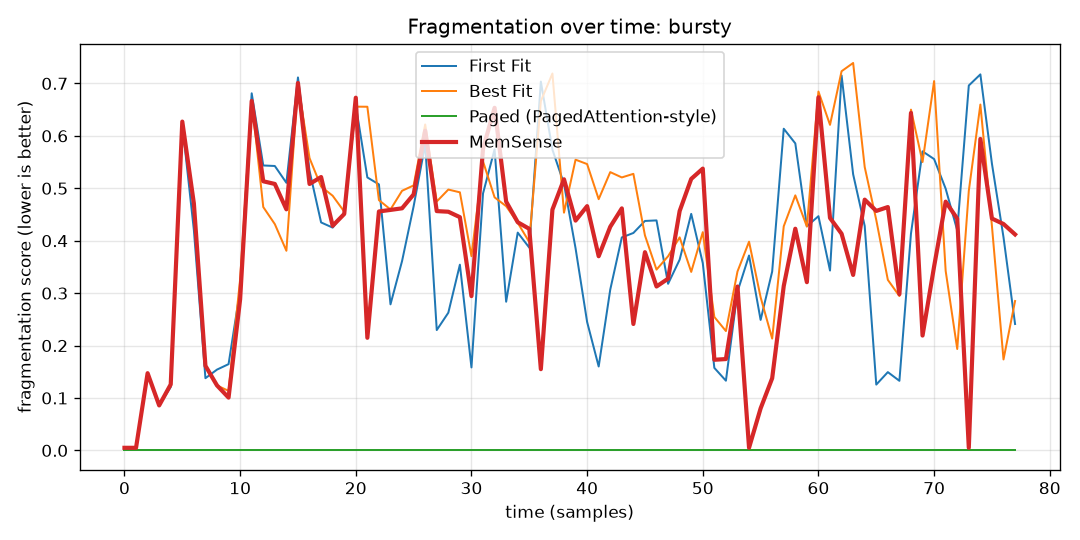 Fragmentation over time: bursty
First Fit
Best Fit
Paged (PagedAttention-style)
MemSense
fragmentation score (lower is better)
0.7
0.6
0.5
0.4
0.3
0.2
0.1
0.0
0 10 20 30 40 50 60 70 80
time (samples)